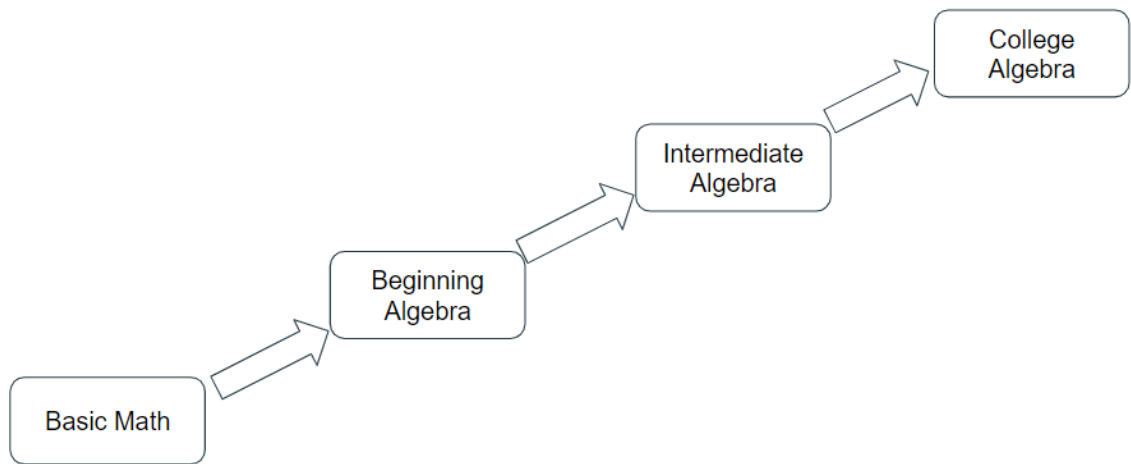 College
Algebra
Intermediate
Algebra
Beginning
Algebra
Basic Math